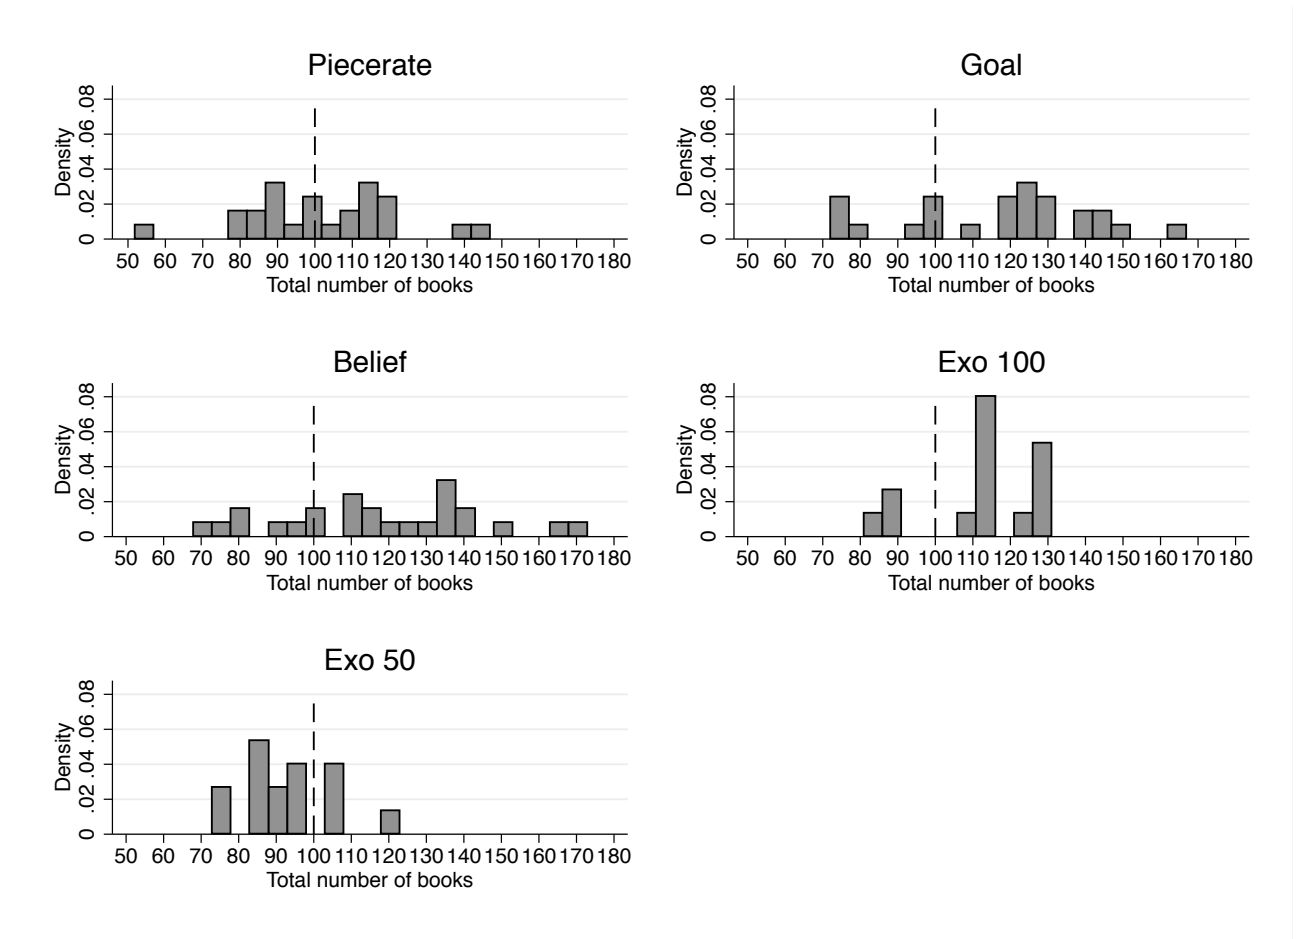 Piecerate
Density
0 .02 .04 .06 .08
50 60 70 80 90 100 110 120 130 140 150 160 170 180
Total number of books
Goal
Density
0 .02 .04 .06 .08
50 60 70 80 90 100 110 120 130 140 150 160 170 180
Total number of books
Belief
Density
0 .02 .04 .06 .08
50 60 70 80 90 100 110 120 130 140 150 160 170 180
Total number of books
Exo 100
Density
0 .02 .04 .06 .08
50 60 70 80 90 100 110 120 130 140 150 160 170 180
Total number of books
Exo 50
Density
0 .02 .04 .06 .08
50 60 70 80 90 100 110 120 130 140 150 160 170 180
Total number of books